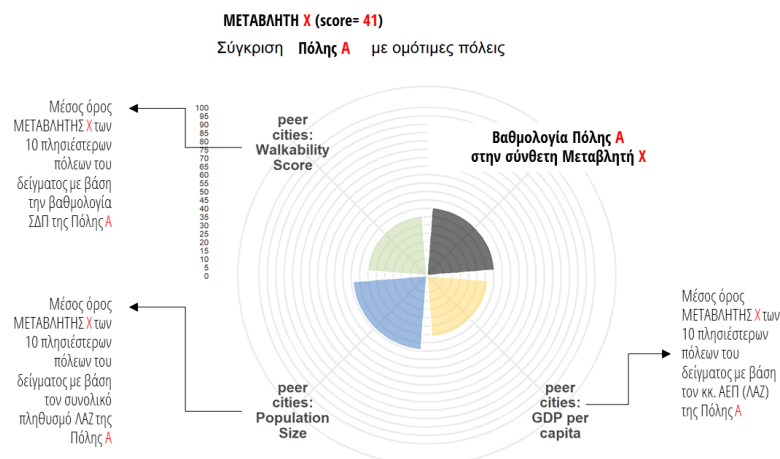 ΜΕΤΑΒΛΗΤΗ X (score= 41)
Σύγκριση Πόλης Α με ομότιμες πόλεις
Μέσος όρος
ΜΕΤΑΒΛΗΤΗΣ X των
10 πλησιέστερων
πόλεων του
δείγματος με βάση
την βαθμολογία
ΣΔΠ της Πόλης Α
100
95
90
85
80
75
70
65
60
55
50
45
40
35
30
25
20
15
10
5
0
peer
cities:
Walkability
Score
Βαθμολογία Πόλης Α
στην σύνθετη Μεταβλητή X
Μέσος όρος
ΜΕΤΑΒΛΗΤΗΣ X των
10 πλησιέστερων
πόλεων του
δείγματος με βάση
τον συνολικό
πληθυσμό ΛΑΖ της
Πόλης Α
peer
cities:
Population
Size
peer
cities:
GDP per
capita
Μέσος όρος
ΜΕΤΑΒΛΗΤΗΣ X των
10 πλησιέστερων
πόλεων του
δείγματος με βάση
τον κκ. ΑΕΠ (ΛΑΖ)
της Πόλης Α